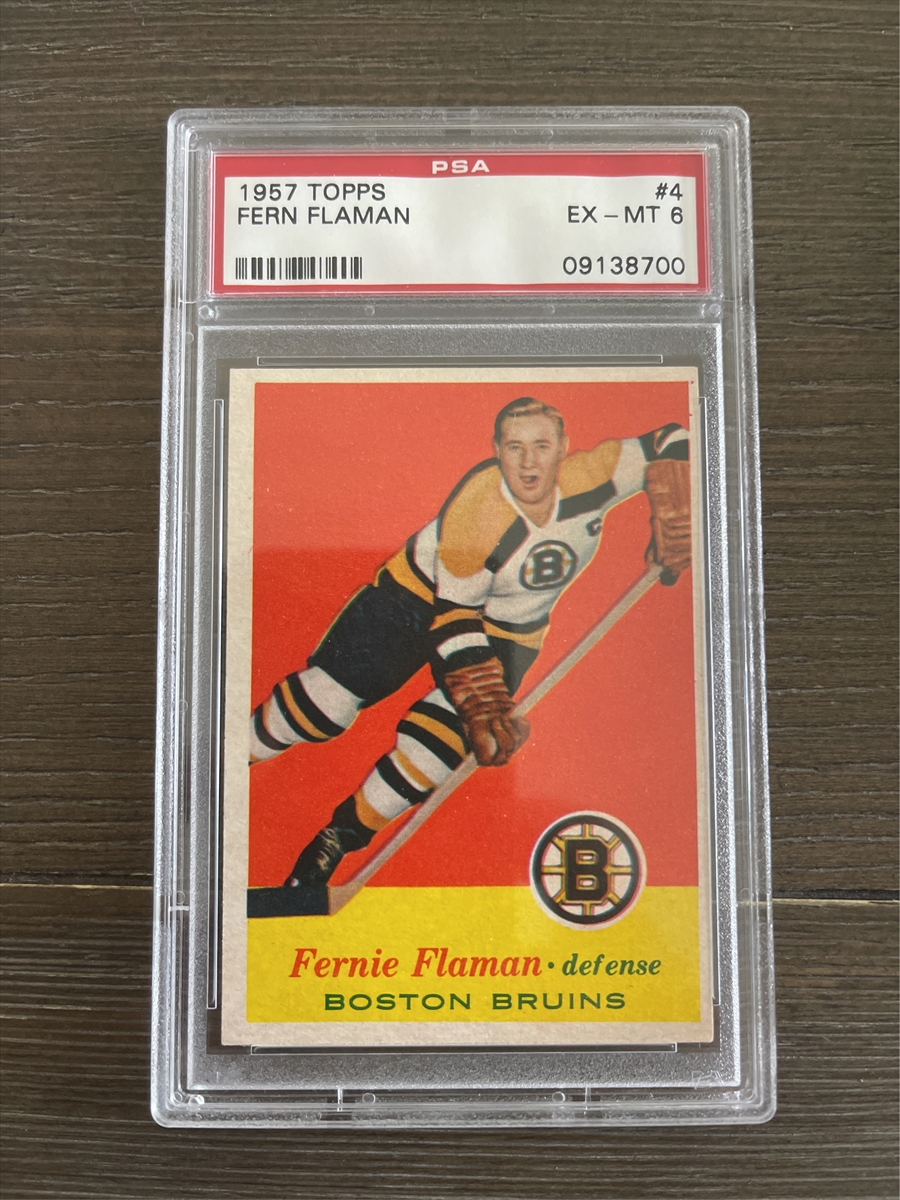 PSA
1957 TOPPS #4
FERN FLAMAN EX - MT 6
09138700
C
B
B
Fernie Flaman · defense
BOSTON BRUINS